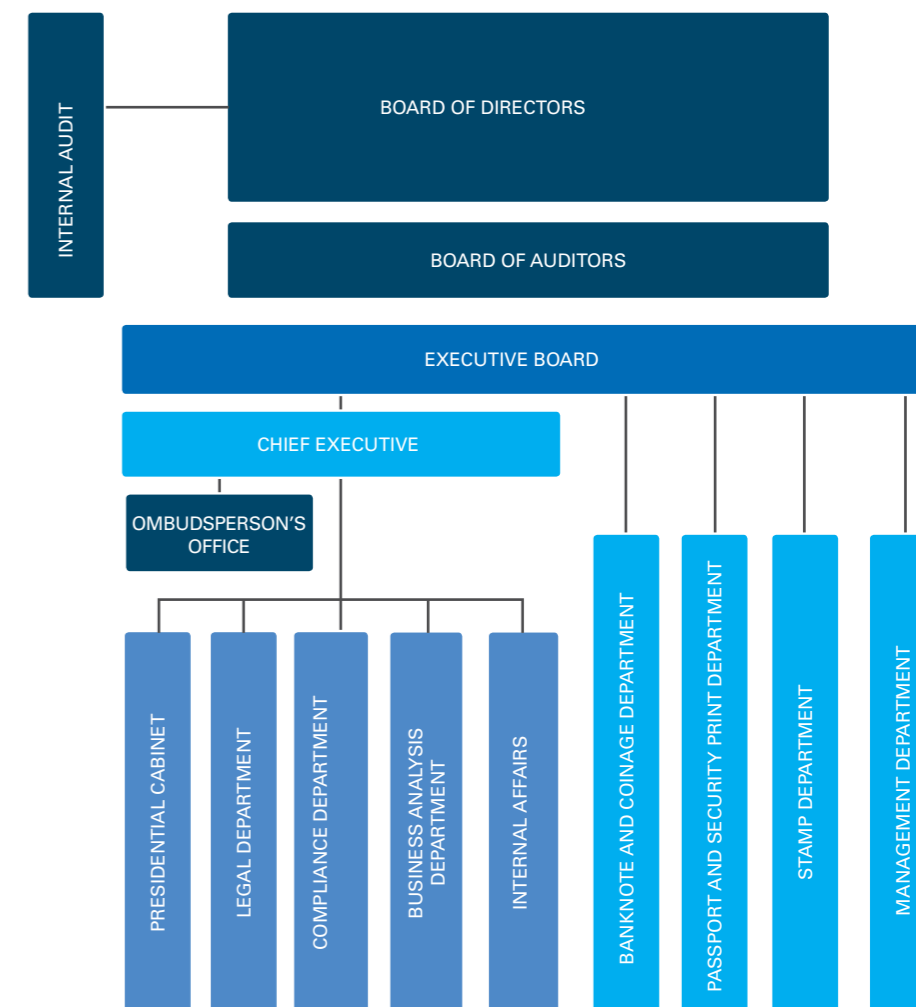 INTERNAL AUDIT
BOARD OF DIRECTORS
BOARD OF AUDITORS
EXECUTIVE BOARD
CHIEF EXECUTIVE
OMBUDSPERSON'S
OFFICE
PRESIDENTIAL CABINET
LEGAL DEPARTMENT
COMPLIANCE DEPARTMENT
BUSINESS ANALYSIS
DEPARTMENT
INTERNAL AFFAIRS
BANKNOTE AND COINAGE DEPARTMENT
PASSPORT AND SECURITY PRINT DEPARTMENT
STAMP DEPARTMENT
MANAGEMENT DEPARTMENT